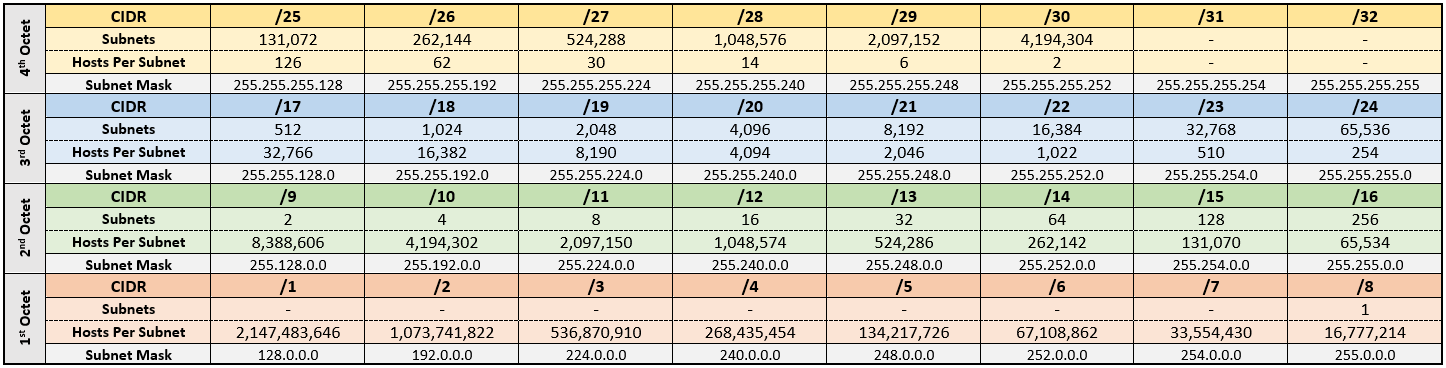 4th Octet
CIDR /25 /26 /27 /28 /29 /30 /31 /32
Subnets 131,072 262,144 524,288 1,048,576 2,097,152 4,194,304 - -
Hosts Per Subnet 126 62 30 14 6 2 - -
Subnet Mask 255.255.255.128 255.255.255.192 255.255.255.224 255.255.255.240 255.255.255.248 255.255.255.252 255.255.255.254 255.255.255.255
3rd Octet
CIDR /17 /18 /19 /20 /21 /22 /23 /24
Subnets 512 1,024 2,048 4,096 8,192 16,384 32,768 65,536
Hosts Per Subnet 32,766 16,382 8,190 4,094 2,046 1,022 510 254
Subnet Mask 255.255.128.0 255.255.192.0 255.255.224.0 255.255.240.0 255.255.248.0 255.255.252.0 255.255.254.0 255.255.255.0
2nd Octet
CIDR /9 /10 /11 /12 /13 /14 /15 /16
Subnets 2 4 8 16 32 64 128 256
Hosts Per Subnet 8,388,606 4,194,302 2,097,150 1,048,574 524,286 262,142 131,070 65,534
Subnet Mask 255.128.0.0 255.192.0.0 255.224.0.0 255.240.0.0 255.248.0.0 255.252.0.0 255.254.0.0 255.255.0.0
1st Octet
CIDR /1 /2 /3 /4 /5 /6 /7 /8
Subnets - - - - - - - 1
Hosts Per Subnet 2,147,483,646 1,073,741,822 536,870,910 268,435,454 134,217,726 67,108,862 33,554,430 16,777,214
Subnet Mask 128.0.0.0 192.0.0.0 224.0.0.0 240.0.0.0 248.0.0.0 252.0.0.0 254.0.0.0 255.0.0.0